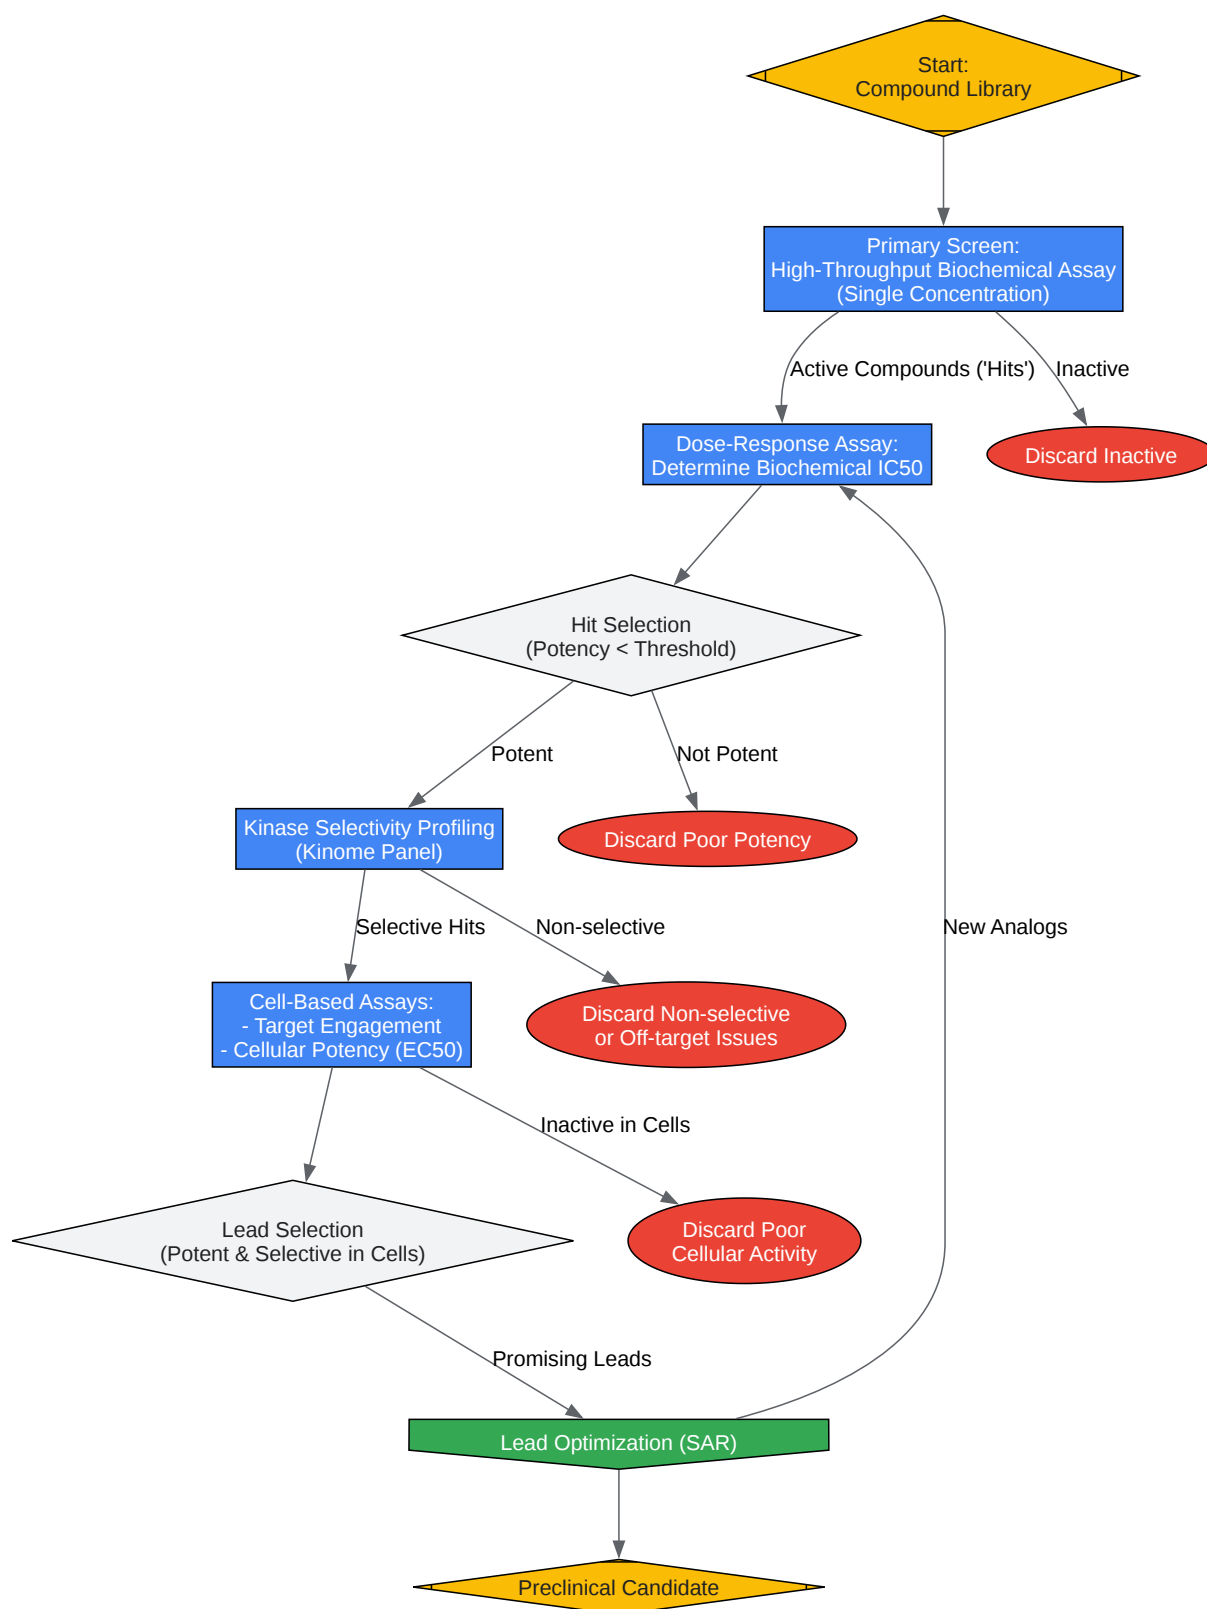 Start:
Compound Library
Primary Screen:
High-Throughput Biochemical Assay
(Single Concentration)
Active Compounds ('Hits')
Inactive
Dose-Response Assay:
Determine Biochemical IC50
Discard Inactive
Hit Selection
(Potency < Threshold)
Potent
Not Potent
Kinase Selectivity Profiling
(Kinome Panel)
Discard Poor Potency
Selective Hits
Non-selective
New Analogs
Cell-Based Assays:
- Target Engagement
- Cellular Potency (EC50)
Discard Non-selective
or Off-target Issues
Inactive in Cells
Lead Selection
(Potent & Selective in Cells)
Discard Poor
Cellular Activity
Promising Leads
Lead Optimization (SAR)
Preclinical Candidate